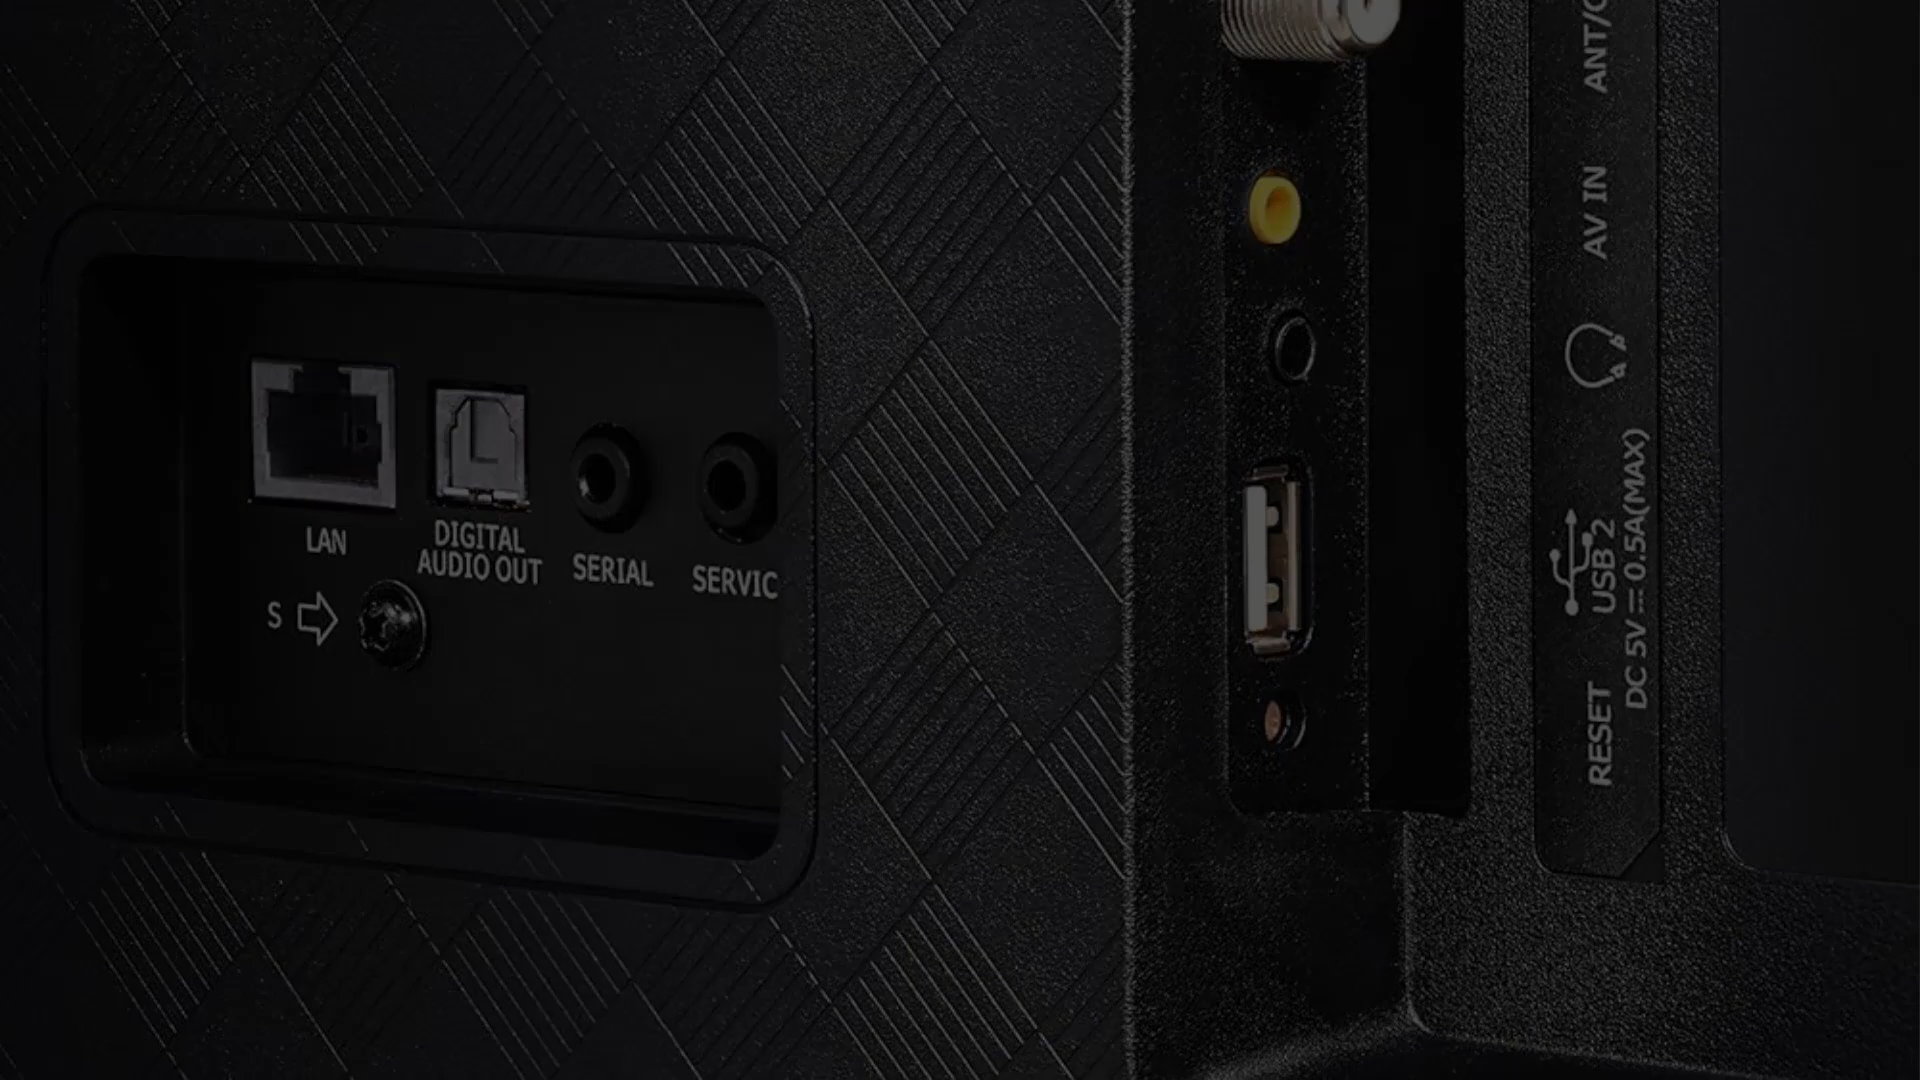 LAN
DIGITAL
AUDIO OUT
SERIAL
SERVIC
S
ANT/
AV IN
USB 2
DC 5V 0.5A(MAX)
RESET